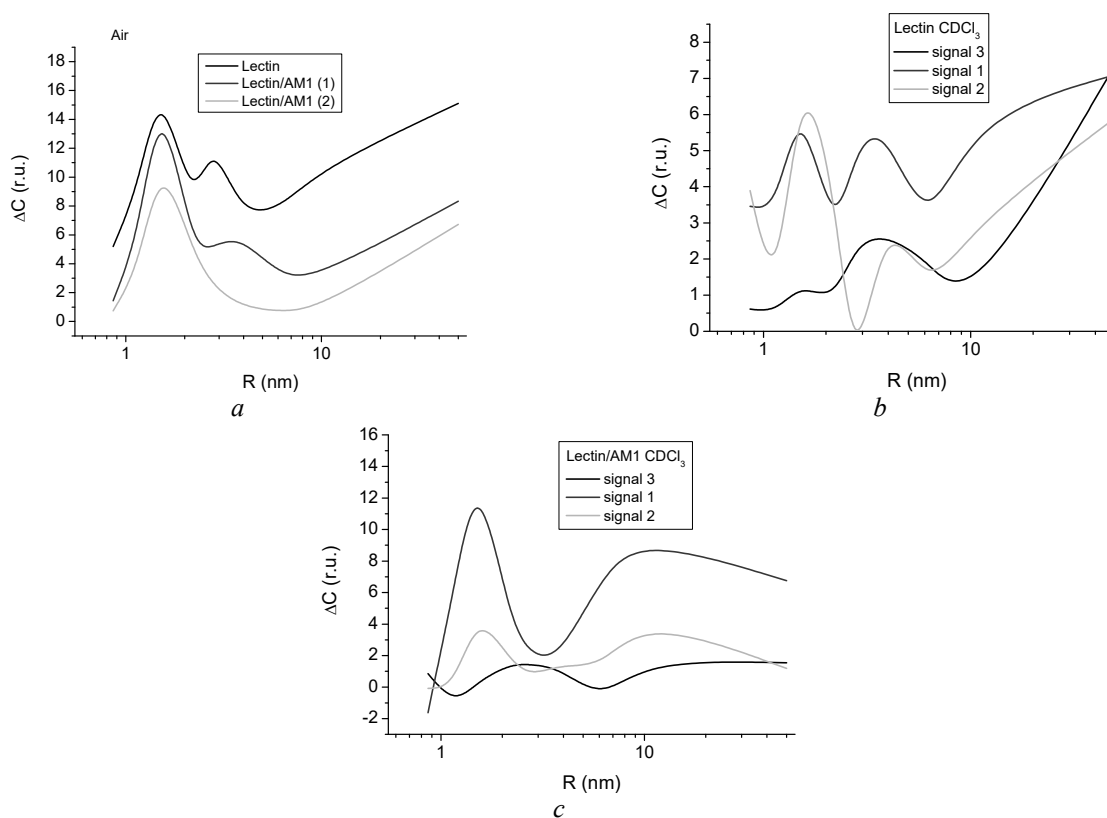 Air
Lectin
Lectin/AM1 (1)
Lectin/AM1 (2)
18
16
14
12
10
8
6
4
2
0
ΔC (r.u.)
1
10
R (nm)
a
Lectin CDCl₃
signal 3
signal 1
signal 2
8
7
6
5
4
3
2
1
0
ΔC (r.u.)
1
10
R (nm)
b
Lectin/AM1 CDCl₃
signal 3
signal 1
signal 2
16
14
12
10
8
6
4
2
0
-2
ΔC (r.u.)
1
10
R (nm)
c